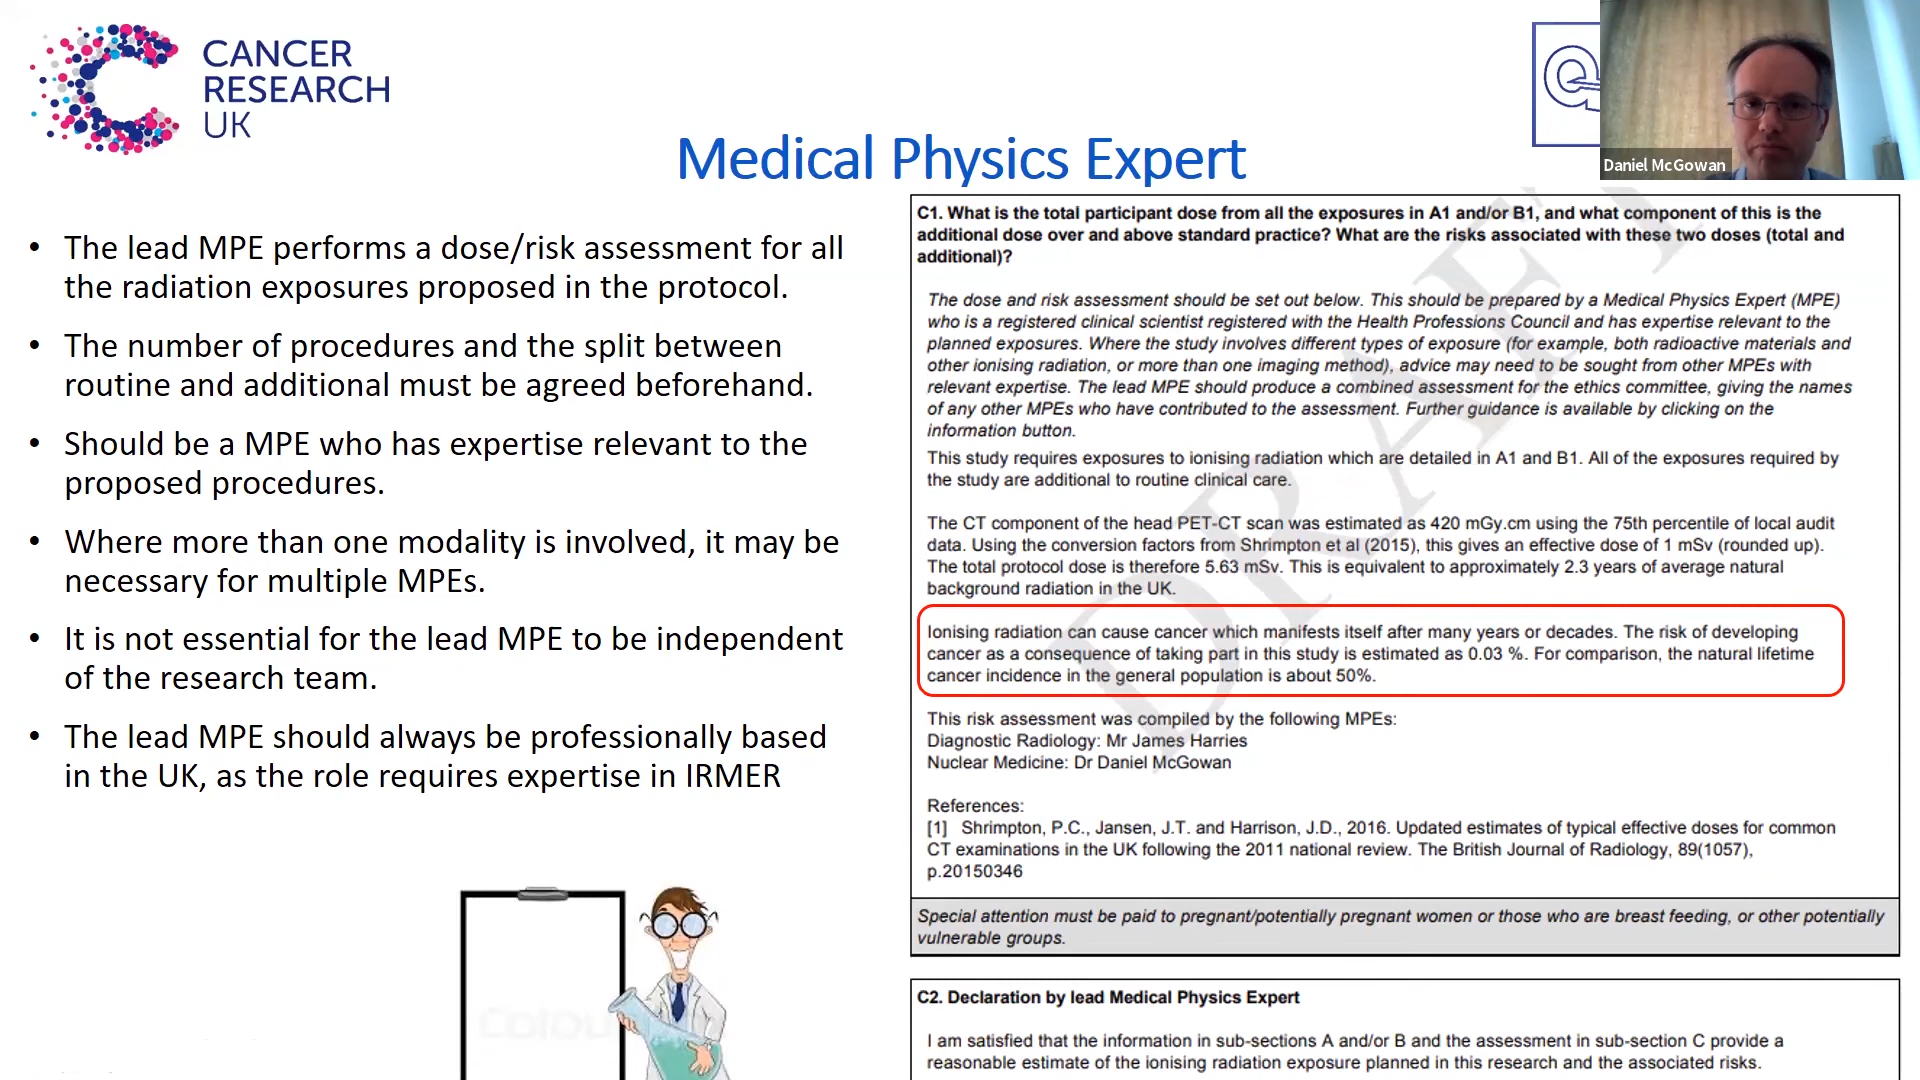 CANCER
RESEARCH
UK
Daniel McGowan
Medical Physics Expert
• The lead MPE performs a dose/risk assessment for all
the radiation exposures proposed in the protocol.
• The number of procedures and the split between
routine and additional must be agreed beforehand.
• Should be a MPE who has expertise relevant to the
proposed procedures.
• Where more than one modality is involved, it may be
necessary for multiple MPEs.
• It is not essential for the lead MPE to be independent
of the research team.
• The lead MPE should always be professionally based
in the UK, as the role requires expertise in IRMER
C1. What is the total participant dose from all the exposures in A1 and/or B1, and what component of this is the
additional dose over and above standard practice? What are the risks associated with these two doses (total and
additional)?
The dose and risk assessment should be set out below. This should be prepared by a Medical Physics Expert (MPE)
who is a registered clinical scientist registered with the Health Professions Council and has expertise relevant to the
planned exposures. Where the study involves different types of exposure (for example, both radioactive materials and
other ionising radiation, or more than one imaging method), advice may need to be sought from other MPEs with
relevant expertise. The lead MPE should produce a combined assessment for the ethics committee, giving the names
of any other MPEs who have contributed to the assessment. Further guidance is available by clicking on the
information button.
This study requires exposures to ionising radiation which are detailed in A1 and B1. All of the exposures required by
the study are additional to routine clinical care.
The CT component of the head PET-CT scan was estimated as 420 mGy.cm using the 75th percentile of local audit
data. Using the conversion factors from Shrimpton et al (2015), this gives an effective dose of 1 mSv (rounded up).
The total protocol dose is therefore 5.63 mSv. This is equivalent to approximately 2.3 years of average natural
background radiation in the UK.
Ionising radiation can cause cancer which manifests itself after many years or decades. The risk of developing
cancer as a consequence of taking part in this study is estimated as 0.03 %. For comparison, the natural lifetime
cancer incidence in the general population is about 50%.
This risk assessment was compiled by the following MPEs:
Diagnostic Radiology: Mr James Harries
Nuclear Medicine: Dr Daniel McGowan
References:
[1] Shrimpton, P.C., Jansen, J.T. and Harrison, J.D., 2016. Updated estimates of typical effective doses for common
CT examinations in the UK following the 2011 national review. The British Journal of Radiology, 89(1057),
p.20150346
DRAFT
Special attention must be paid to pregnant/potentially pregnant women or those who are breast feeding, or other potentially
vulnerable groups.
C2. Declaration by lead Medical Physics Expert
I am satisfied that the information in sub-sections A and/or B and the assessment in sub-section C provide a
reasonable estimate of the ionising radiation exposure planned in this research and the associated risks.